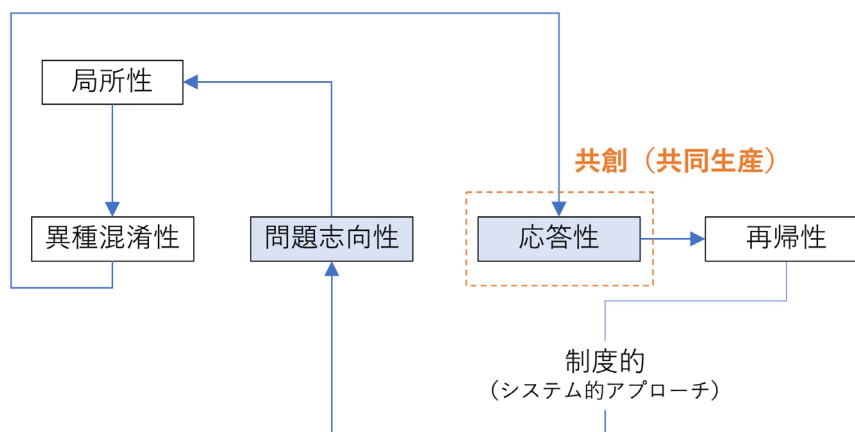 局所性
共創（共同生産）
異種混淆性
問題志向性
応答性
再帰性
制度的
（システム的アプローチ）